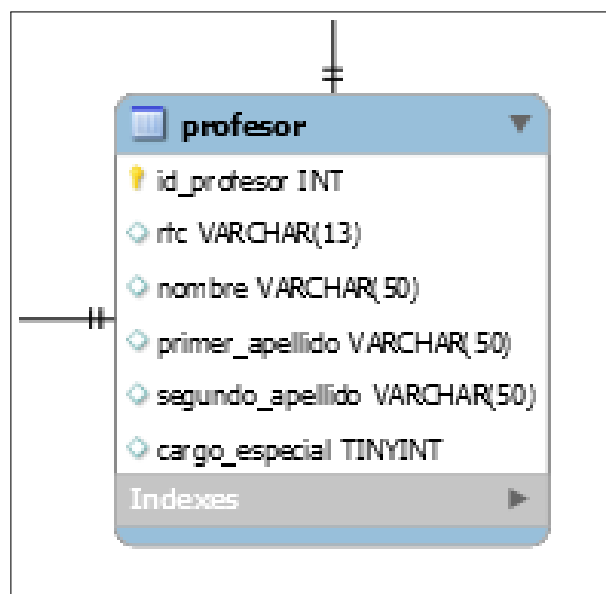 profesor
id_profesor INT
rfc VARCHAR(13)
nombre VARCHAR(50)
primer_apellido VARCHAR(50)
segundo_apellido VARCHAR(50)
cargo_especial TINYINT
Indexes